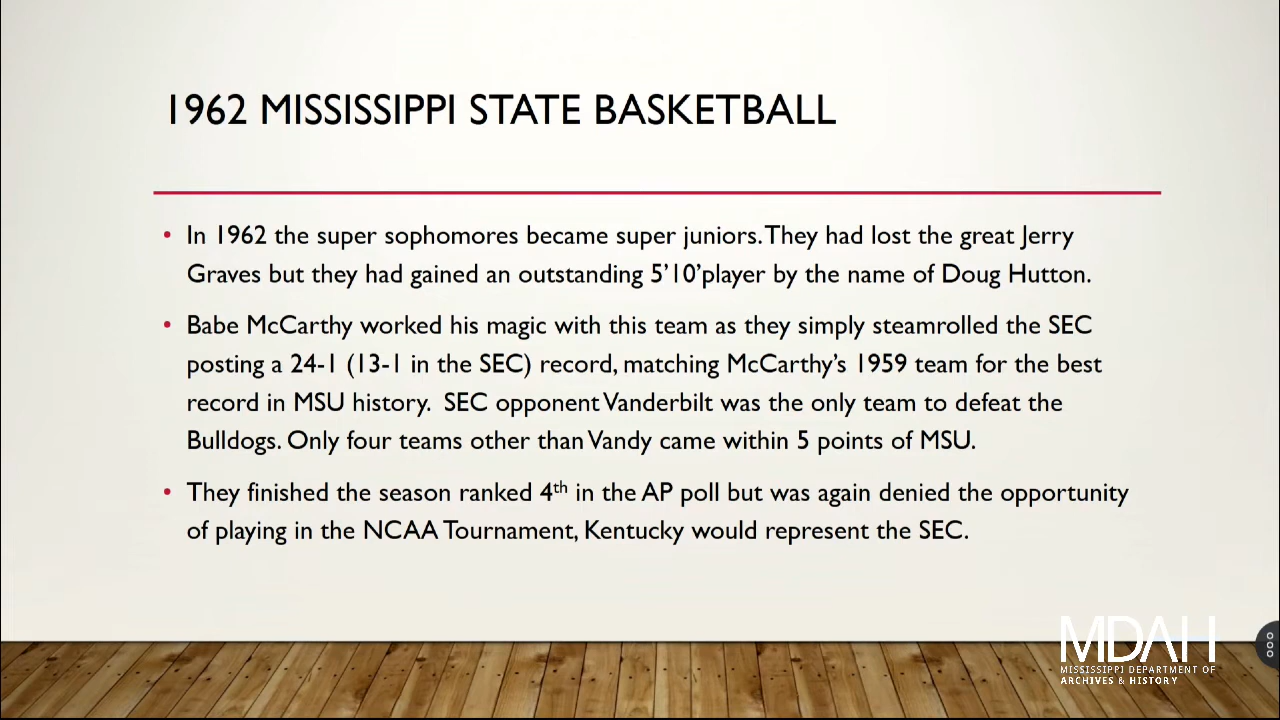 1962 MISSISSIPPI STATE BASKETBALL
• In 1962 the super sophomores became super juniors. They had lost the great Jerry
Graves but they had gained an outstanding 5’10’player by the name of Doug Hutton.
• Babe McCarthy worked his magic with this team as they simply steamrolled the SEC
posting a 24-1 (13-1 in the SEC) record, matching McCarthy’s 1959 team for the best
record in MSU history.  SEC opponent Vanderbilt was the only team to defeat the
Bulldogs. Only four teams other than Vandy came within 5 points of MSU.
• They finished the season ranked 4th in the AP poll but was again denied the opportunity
of playing in the NCAA Tournament, Kentucky would represent the SEC.
MDAH
MISSISSIPPI DEPARTMENT OF
ARCHIVES & HISTORY